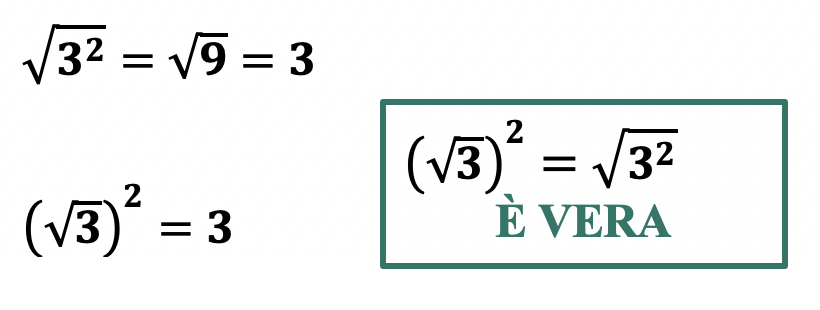 √3² = √9 = 3
(√3)² = 3
(√3)² = √3²
È VERA